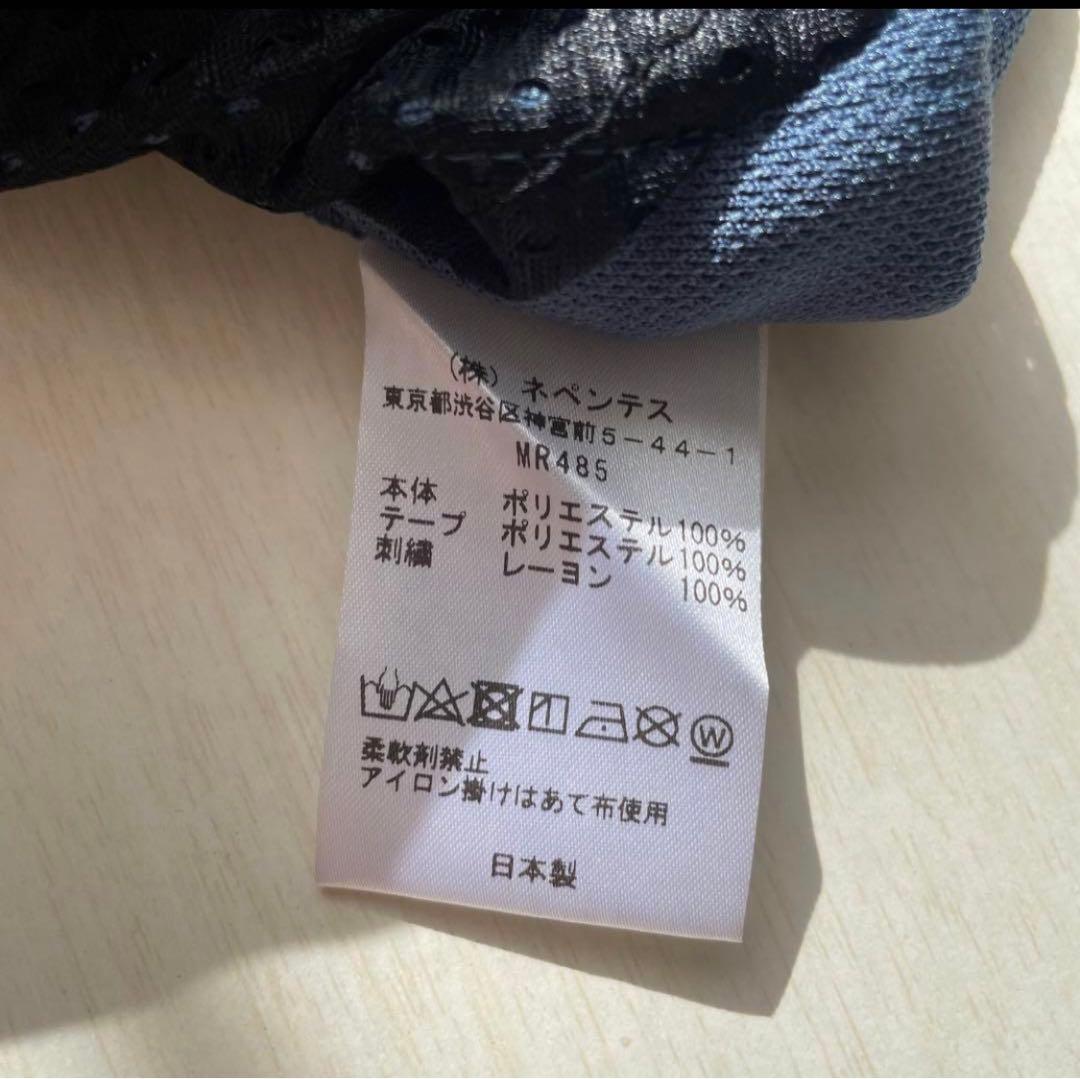 (株) ネペンテス
東京都渋谷区神宮前5-44-1
MR485
本体 ポリエステル100%
テープ ポリエステル100%
刺繍 レーヨン 100%
W
柔軟剤禁止
アイロン掛けはあて布使用
日本製